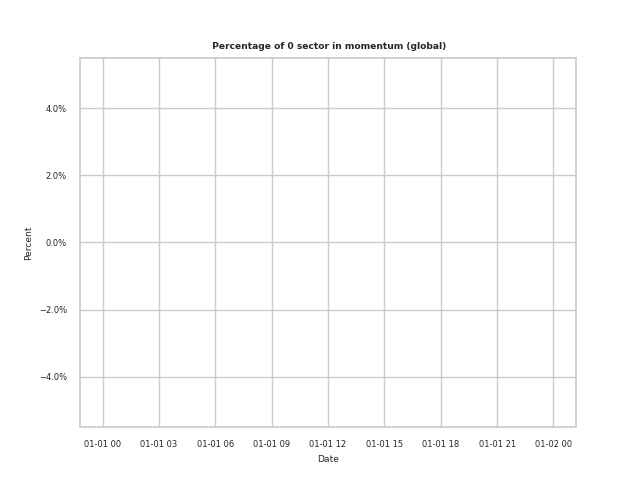 Percentage of 0 sector in momentum (global)
4.0%
2.0%
0.0%
−2.0%
−4.0%
Percent
01-01 00 01-01 03 01-01 06 01-01 09 01-01 12 01-01 15 01-01 18 01-01 21 01-02 00
Date